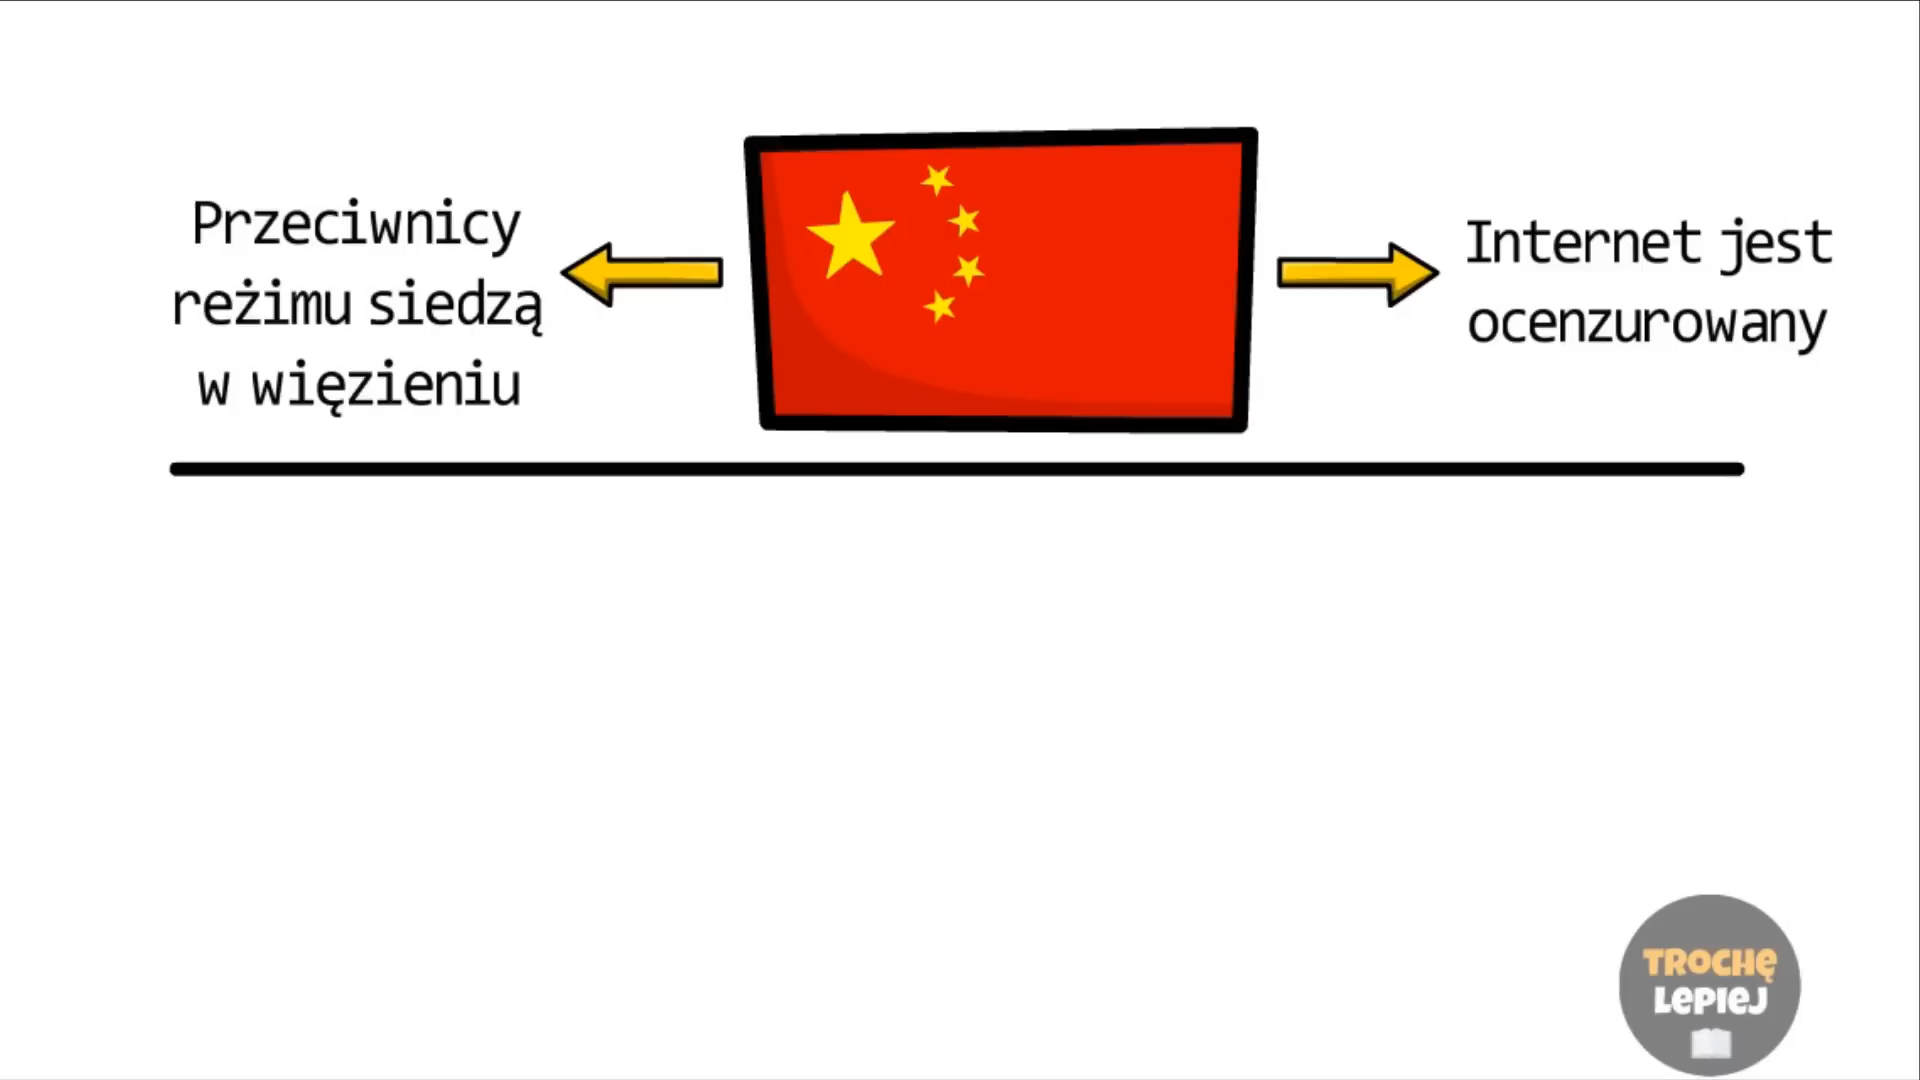 Przeciwnicy
reżimu siedzą
w więzieniu
Internet jest
ocenzurowany
TROCHĘ
LEPIEJ